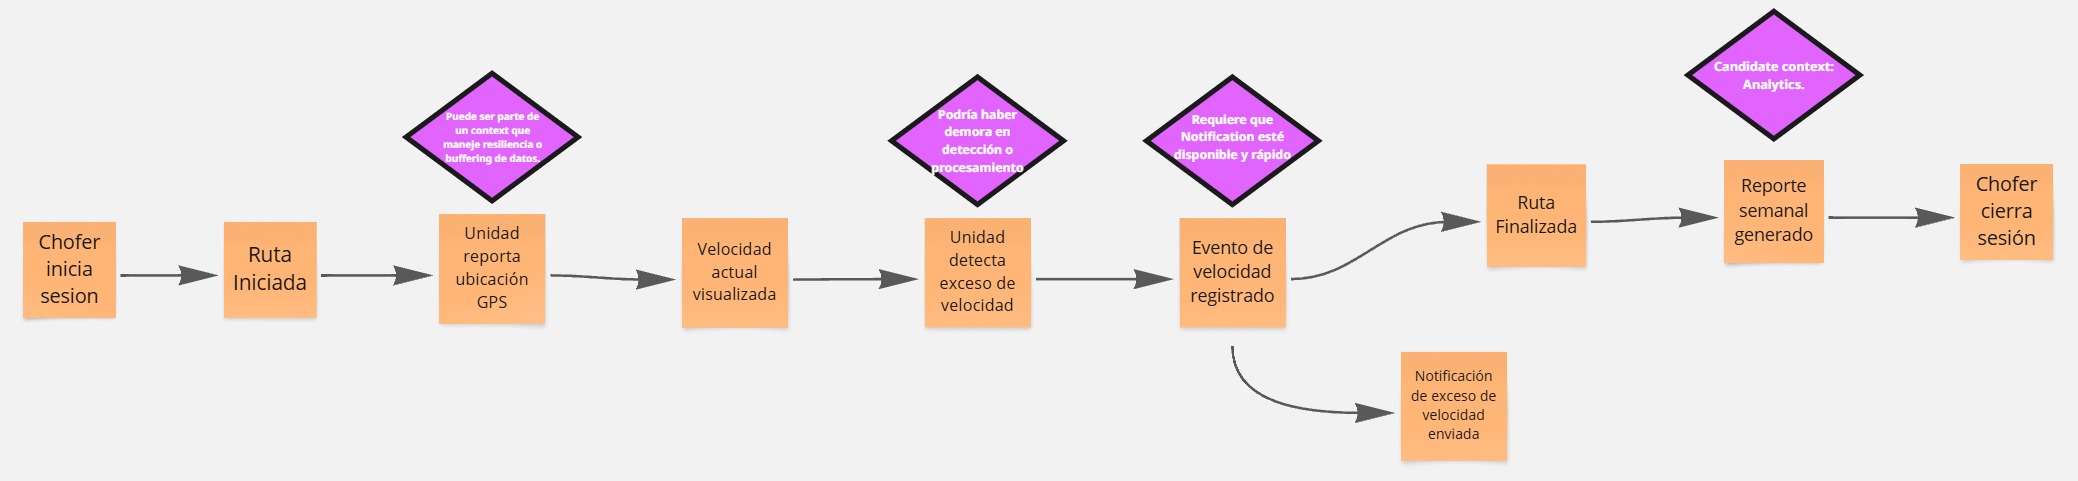 Chofer
inicia
sesion
Ruta
Iniciada
Puede ser parte de
un context que
maneje resiliencia o
buffering de datos.
Unidad
reporta
ubicación
GPS
Velocidad
actual
visualizada
Podría haber
demora en
detección o
procesamiento
Unidad
detecta
exceso de
velocidad
Requiere que
Notification esté
disponible y rápido
Evento de
velocidad
registrado
Notificación
de exceso de
velocidad
enviada
Ruta
Finalizada
Candidate context:
Analytics.
Reporte
semanal
generado
Chofer
cierra
sesión